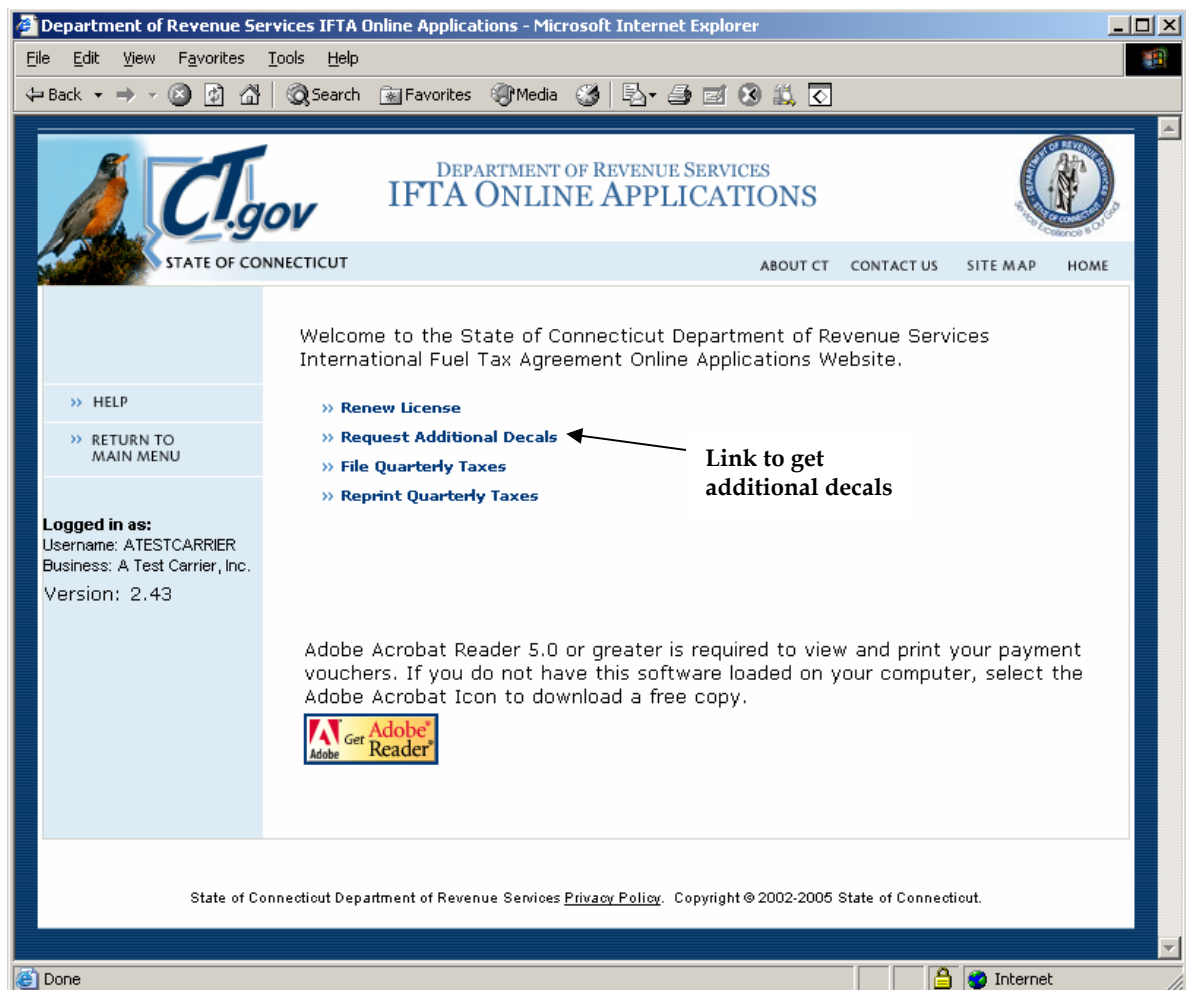 Department of Revenue Services IFTA Online Applications - Microsoft Internet Explorer
File Edit View Favorites Tools Help
Back Search Favorites Media
CT.gov
STATE OF CONNECTICUT
DEPARTMENT OF REVENUE SERVICES
IFTA ONLINE APPLICATIONS
ABOUT CT CONTACT US SITE MAP HOME
HELP
RETURN TO
MAIN MENU
Logged in as:
Username: ATESTCARRIER
Business: A Test Carrier, Inc.
Version: 2.43
Welcome to the State of Connecticut Department of Revenue Services
International Fuel Tax Agreement Online Applications Website.
Renew License
Request Additional Decals
File Quarterly Taxes
Reprint Quarterly Taxes
Link to get
additional decals
Adobe Acrobat Reader 5.0 or greater is required to view and print your payment
vouchers. If you do not have this software loaded on your computer, select the
Adobe Acrobat Icon to download a free copy.
Adobe
Get Adobe®
Reader®
State of Connecticut Department of Revenue Services Privacy Policy. Copyright © 2002-2005 State of Connecticut.
Done
Internet